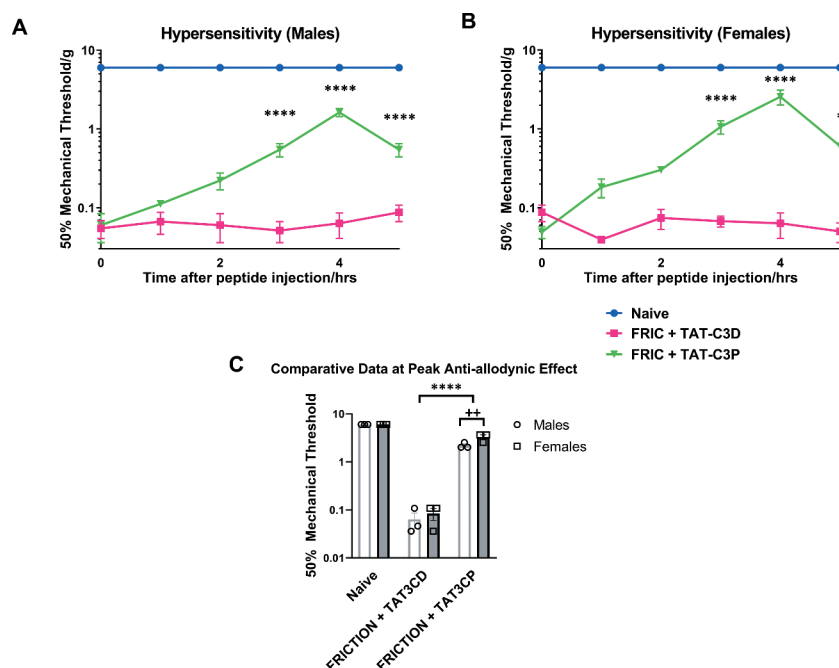 A
Hypersensitivity (Males)
50% Mechanical Threshold/g
10
1
0.1
****
****
****
0
2
4
Time after peptide injection/hrs
B
Hypersensitivity (Females)
50% Mechanical Threshold/g
10
1
0.1
****
****
*
0
2
4
Time after peptide injection/hrs
Naive
FRIC + TAT-C3D
FRIC + TAT-C3P
C
Comparative Data at Peak Anti-allodynic Effect
50% Mechanical Threshold
10
1
0.1
0.01
****
++
Males
Females
Naive
FRICTION + TAT3CD
FRICTION + TAT3CP